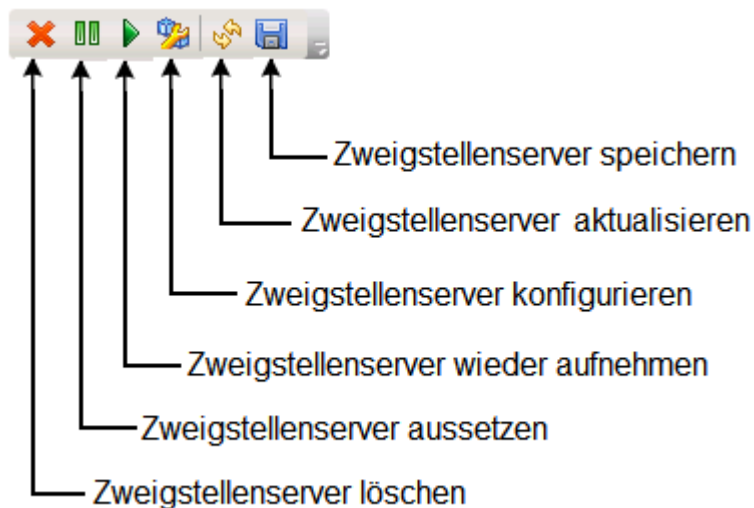 Zweigstellenserver speichern
Zweigstellenserver aktualisieren
Zweigstellenserver konfigurieren
Zweigstellenserver wieder aufnehmen
Zweigstellenserver aussetzen
Zweigstellenserver löschen